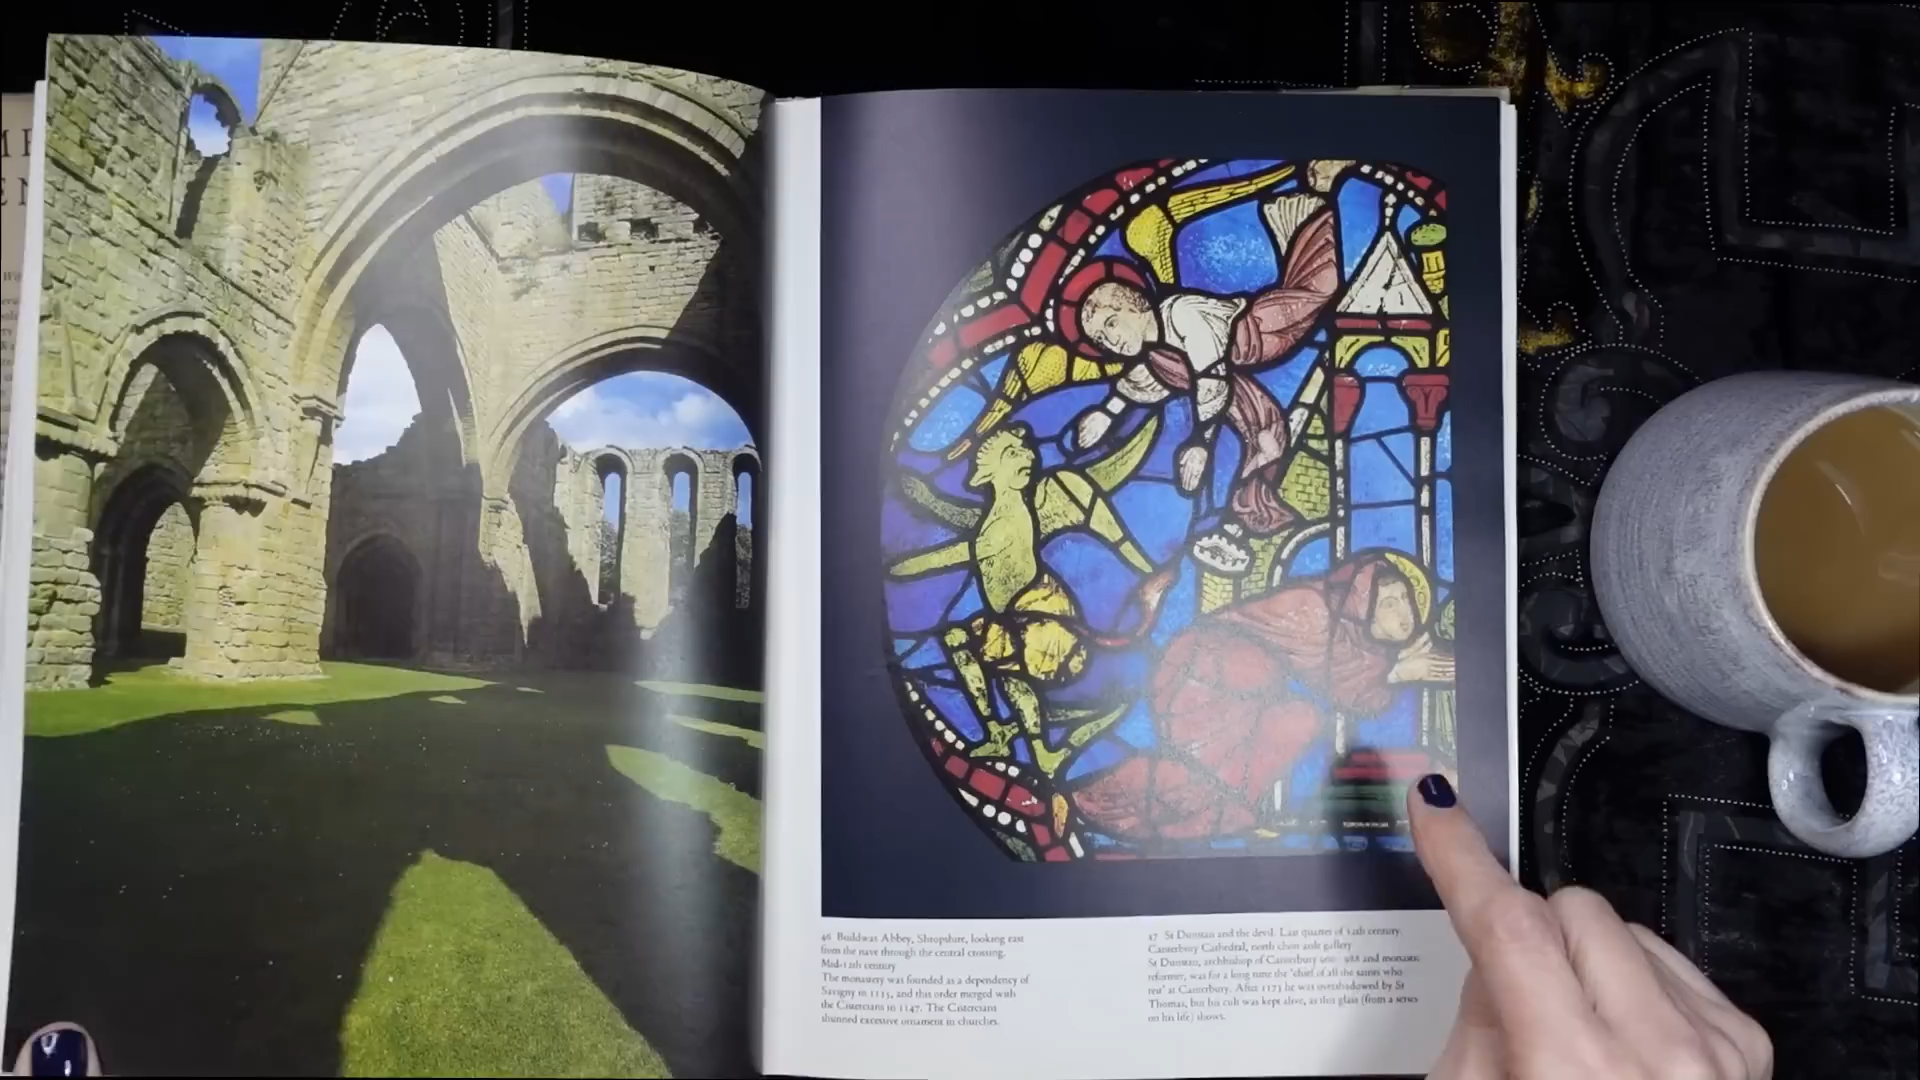 46 Buildwas Abbey, Shropshire, looking east
from the nave through the central crossing.
Mid-12th century
The monastery was founded as a dependency of
Savigny in 1135, and this order merged with
the Cistercians in 1147. The Cistercians
shunned excessive ornament in churches.
47 St Dunstan and the devil. Last quarter of 12th century.
Canterbury Cathedral, north choir aisle gallery
St Dunstan, archbishop of Canterbury 960-988 and monastic
reformer, was for a long time the 'chief of all the saints who
rest' at Canterbury. After 1173 he was overshadowed by St
Thomas, but his cult was kept alive, as this glass (from a series
on his life) shows.